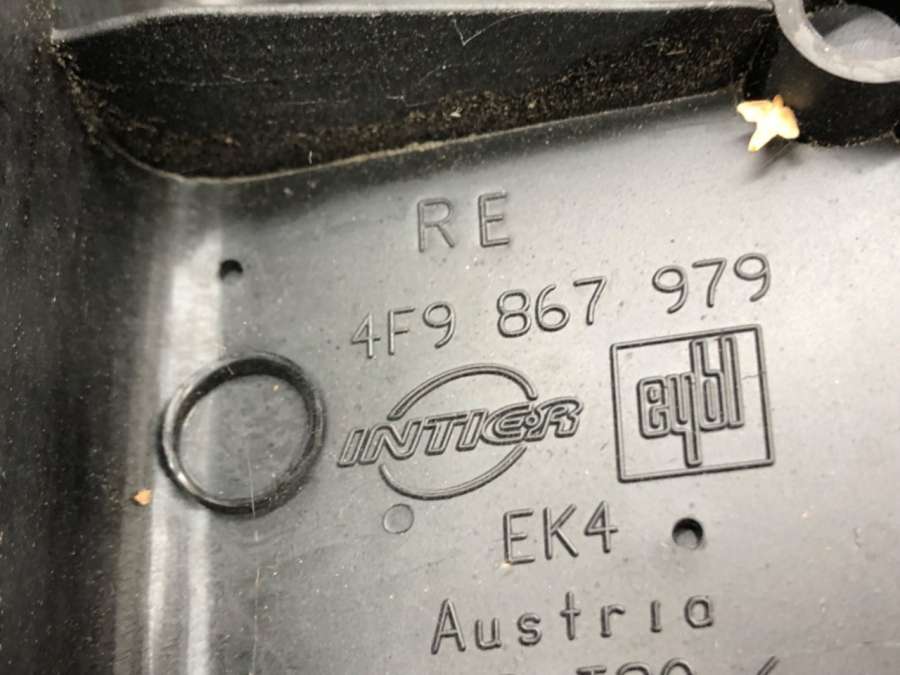 RE
4F9 867 979
INTIER
eybl
EK4
Austria